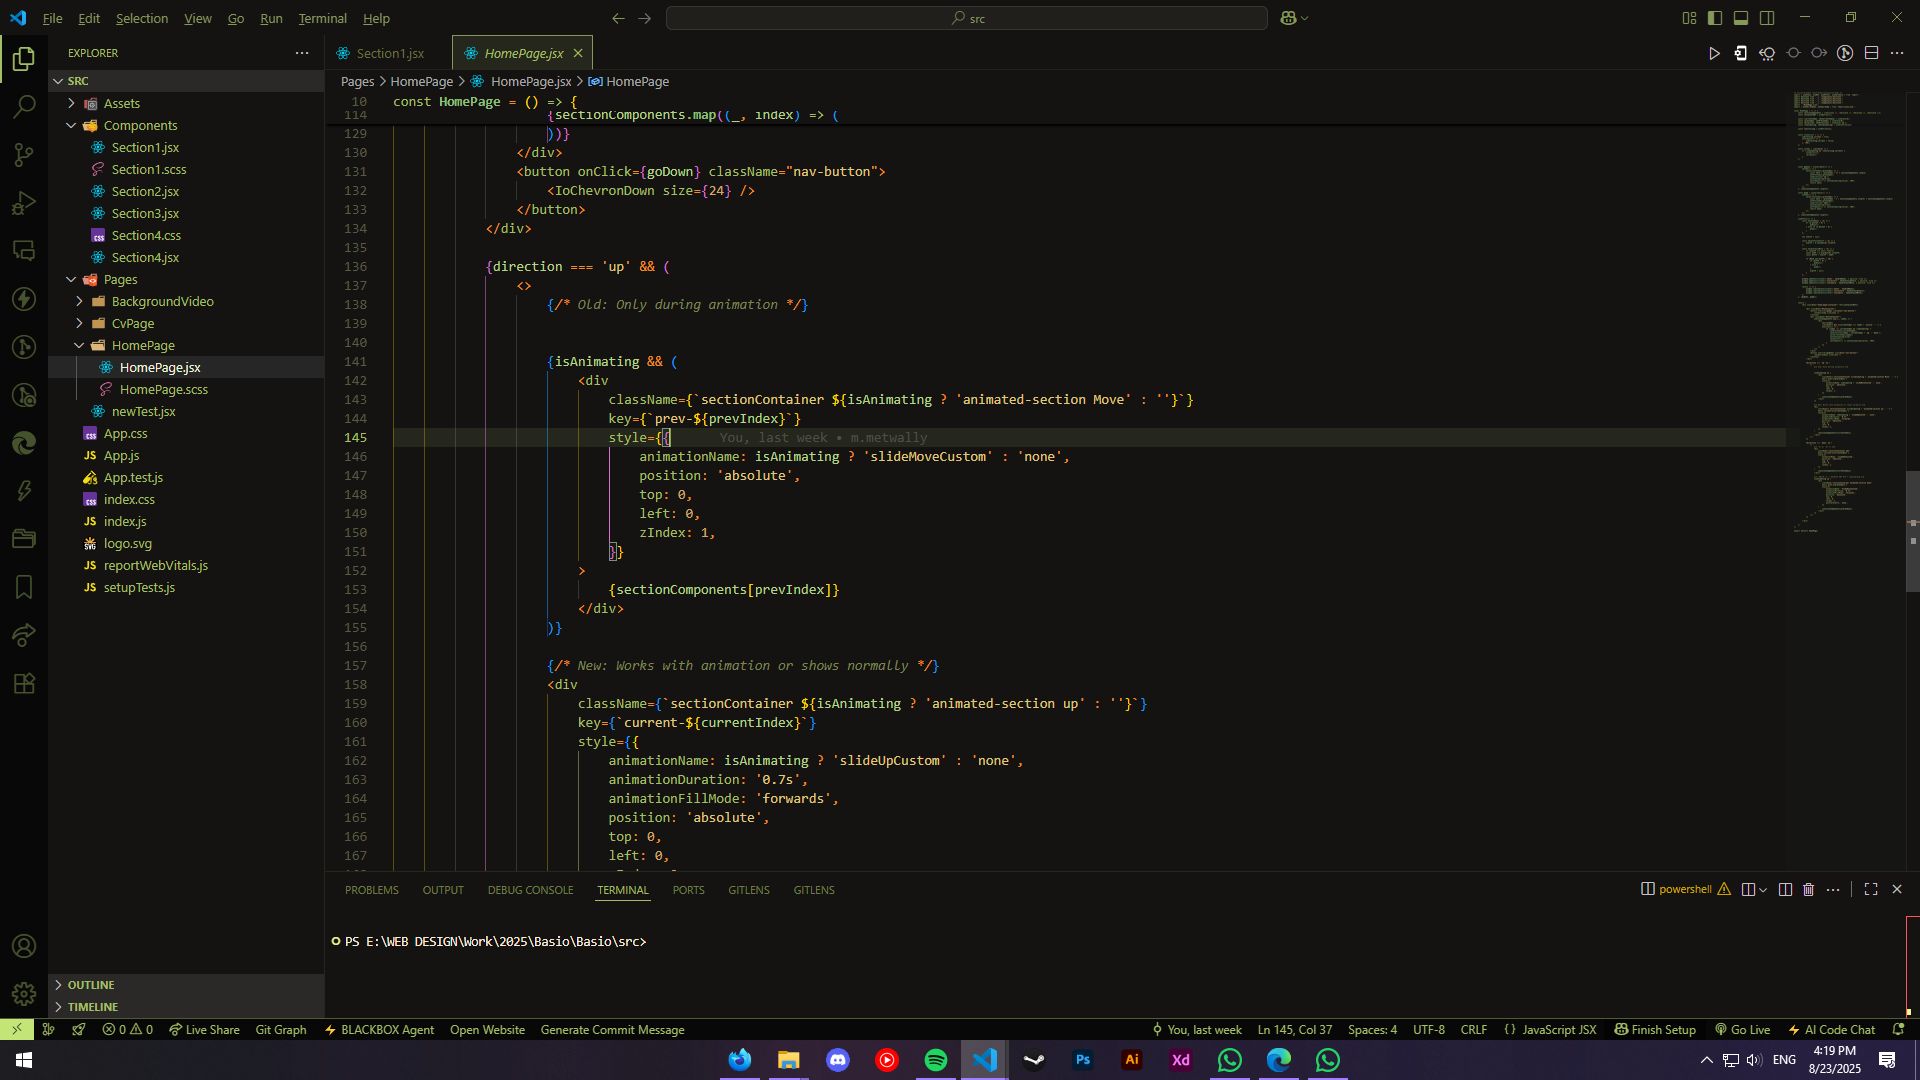 File Edit Selection View Go Run Terminal Help
src
EXPLORER
SRC
Assets
Components
Section1.jsx
Section1.scss
Section2.jsx
Section3.jsx
Section4.css
Section4.jsx
Pages
BackgroundVideo
CvPage
HomePage
HomePage.jsx
HomePage.scss
newTest.jsx
App.css
App.js
App.test.js
index.css
index.js
logo.svg
reportWebVitals.js
setupTests.js
OUTLINE
TIMELINE
Section1.jsx HomePage.jsx
Pages > HomePage > HomePage.jsx > HomePage
10 const HomePage = () => {
114 {sectionComponents.map((_, index) => (
129 ))}
130 </div>
131 <button onClick={goDown} className="nav-button">
132 <IoChevronDown size={24} />
133 </button>
134 </div>
135
136 {direction === 'up' && (
137 <>
138 {/* Old: Only during animation */}
139
140
141 {isAnimating && (
142 <div
143 className={`sectionContainer ${isAnimating ? 'animated-section Move' : ''}`}
144 key={`prev-${prevIndex}`}
145 style={{ You, last week • m.metwally
146 animationName: isAnimating ? 'slideMoveCustom' : 'none',
147 position: 'absolute',
148 top: 0,
149 left: 0,
150 zIndex: 1,
151 }}
152 >
153 {sectionComponents[prevIndex]}
154 </div>
155 )}
156
157 {/* New: Works with animation or shows normally */}
158 <div
159 className={`sectionContainer ${isAnimating ? 'animated-section up' : ''}`}
160 key={`current-${currentIndex}`}
161 style={{
162 animationName: isAnimating ? 'slideUpCustom' : 'none',
163 animationDuration: '0.7s',
164 animationFillMode: 'forwards',
165 position: 'absolute',
166 top: 0,
167 left: 0,
PROBLEMS OUTPUT DEBUG CONSOLE TERMINAL PORTS GITLENS GITLENS
powershell
PS E:\WEB DESIGN\Work\2025\Basio\Basio\src>
0 0 Live Share Git Graph BLACKBOX Agent Open Website Generate Commit Message
You, last week Ln 145, Col 37 Spaces: 4 UTF-8 CRLF {} JavaScript JSX Finish Setup Go Live AI Code Chat
Ps Ai Xd
ENG
4:19 PM
8/23/2025